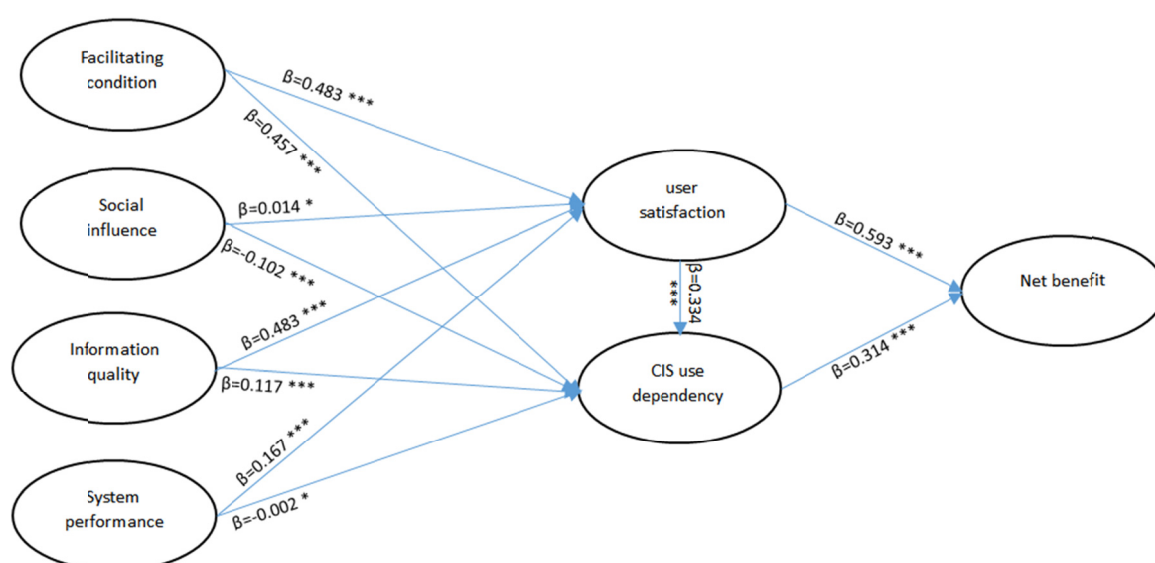 Facilitating
condition
β=0.483 ***
β=0.457 ***
Social
influence
β=0.014 *
β=-0.102 ***
Information
quality
β=0.483 ***
β=0.117 ***
System
performance
β=0.167 ***
β=-0.002 *
user
satisfaction
β=0.334
***
CIS use
dependency
β=0.593 ***
β=0.314 ***
Net benefit